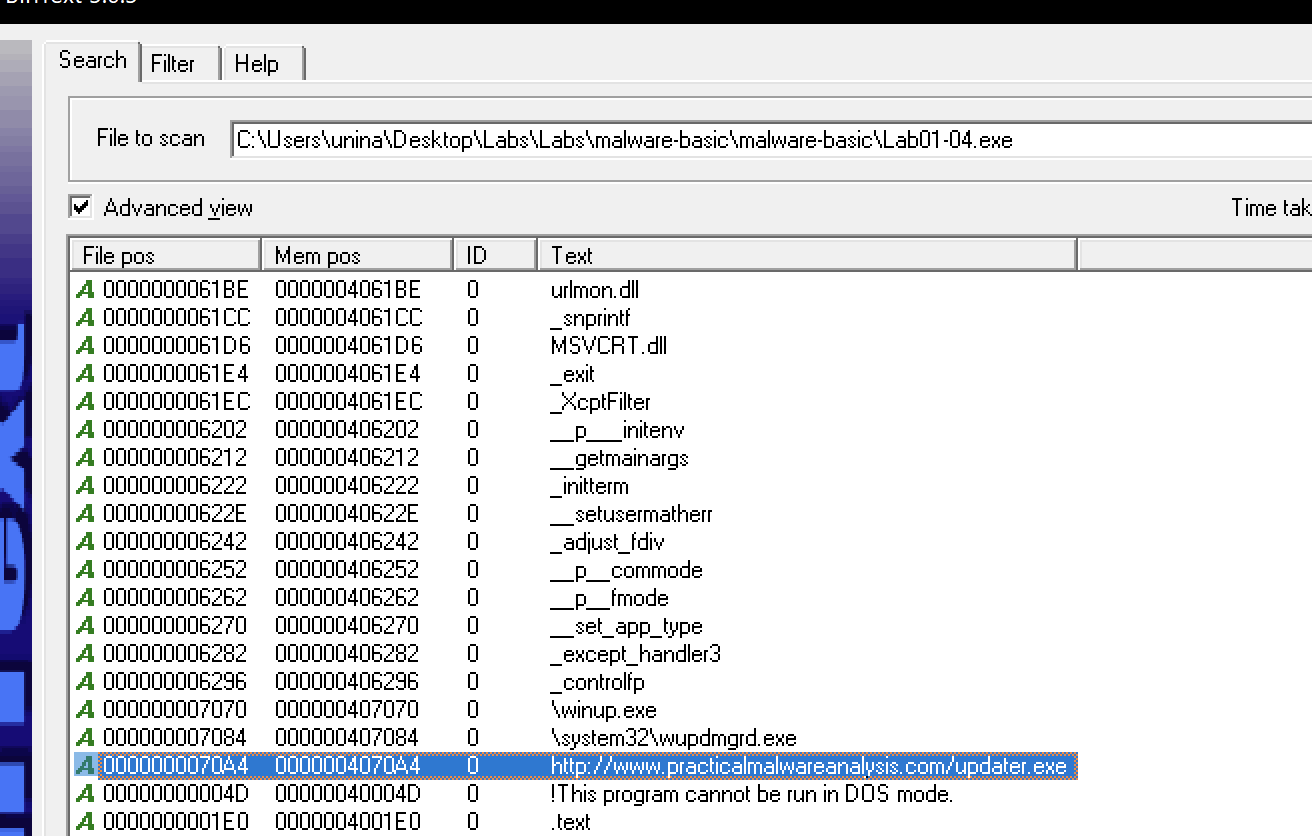 BinText 3.0.3
Search Filter Help
File to scan C:\Users\unina\Desktop\Labs\Labs\malware-basic\malware-basic\Lab01-04.exe
Advanced view Time tak
File pos Mem pos ID Text
A 0000000061BE 0000004061BE 0 urlmon.dll
A 0000000061CC 0000004061CC 0 _snprintf
A 0000000061D6 0000004061D6 0 MSVCRT.dll
A 0000000061E4 0000004061E4 0 _exit
A 0000000061EC 0000004061EC 0 _XcptFilter
A 000000006202 000000406202 0 __p___initenv
A 000000006212 000000406212 0 __getmainargs
A 000000006222 000000406222 0 _initterm
A 00000000622E 00000040622E 0 __setusermatherr
A 000000006242 000000406242 0 _adjust_fdiv
A 000000006252 000000406252 0 __p__commode
A 000000006262 000000406262 0 __p__fmode
A 000000006270 000000406270 0 __set_app_type
A 000000006282 000000406282 0 _except_handler3
A 000000006296 000000406296 0 _controlfp
A 000000007070 000000407070 0 \winup.exe
A 000000007084 000000407084 0 \system32\wupdmgrd.exe
A 0000000070A4 0000004070A4 0 http://www.practicalmalwareanalysis.com/updater.exe
A 00000000004D 00000040004D 0 !This program cannot be run in DOS mode.
A 0000000001E0 0000004001E0 0 .text